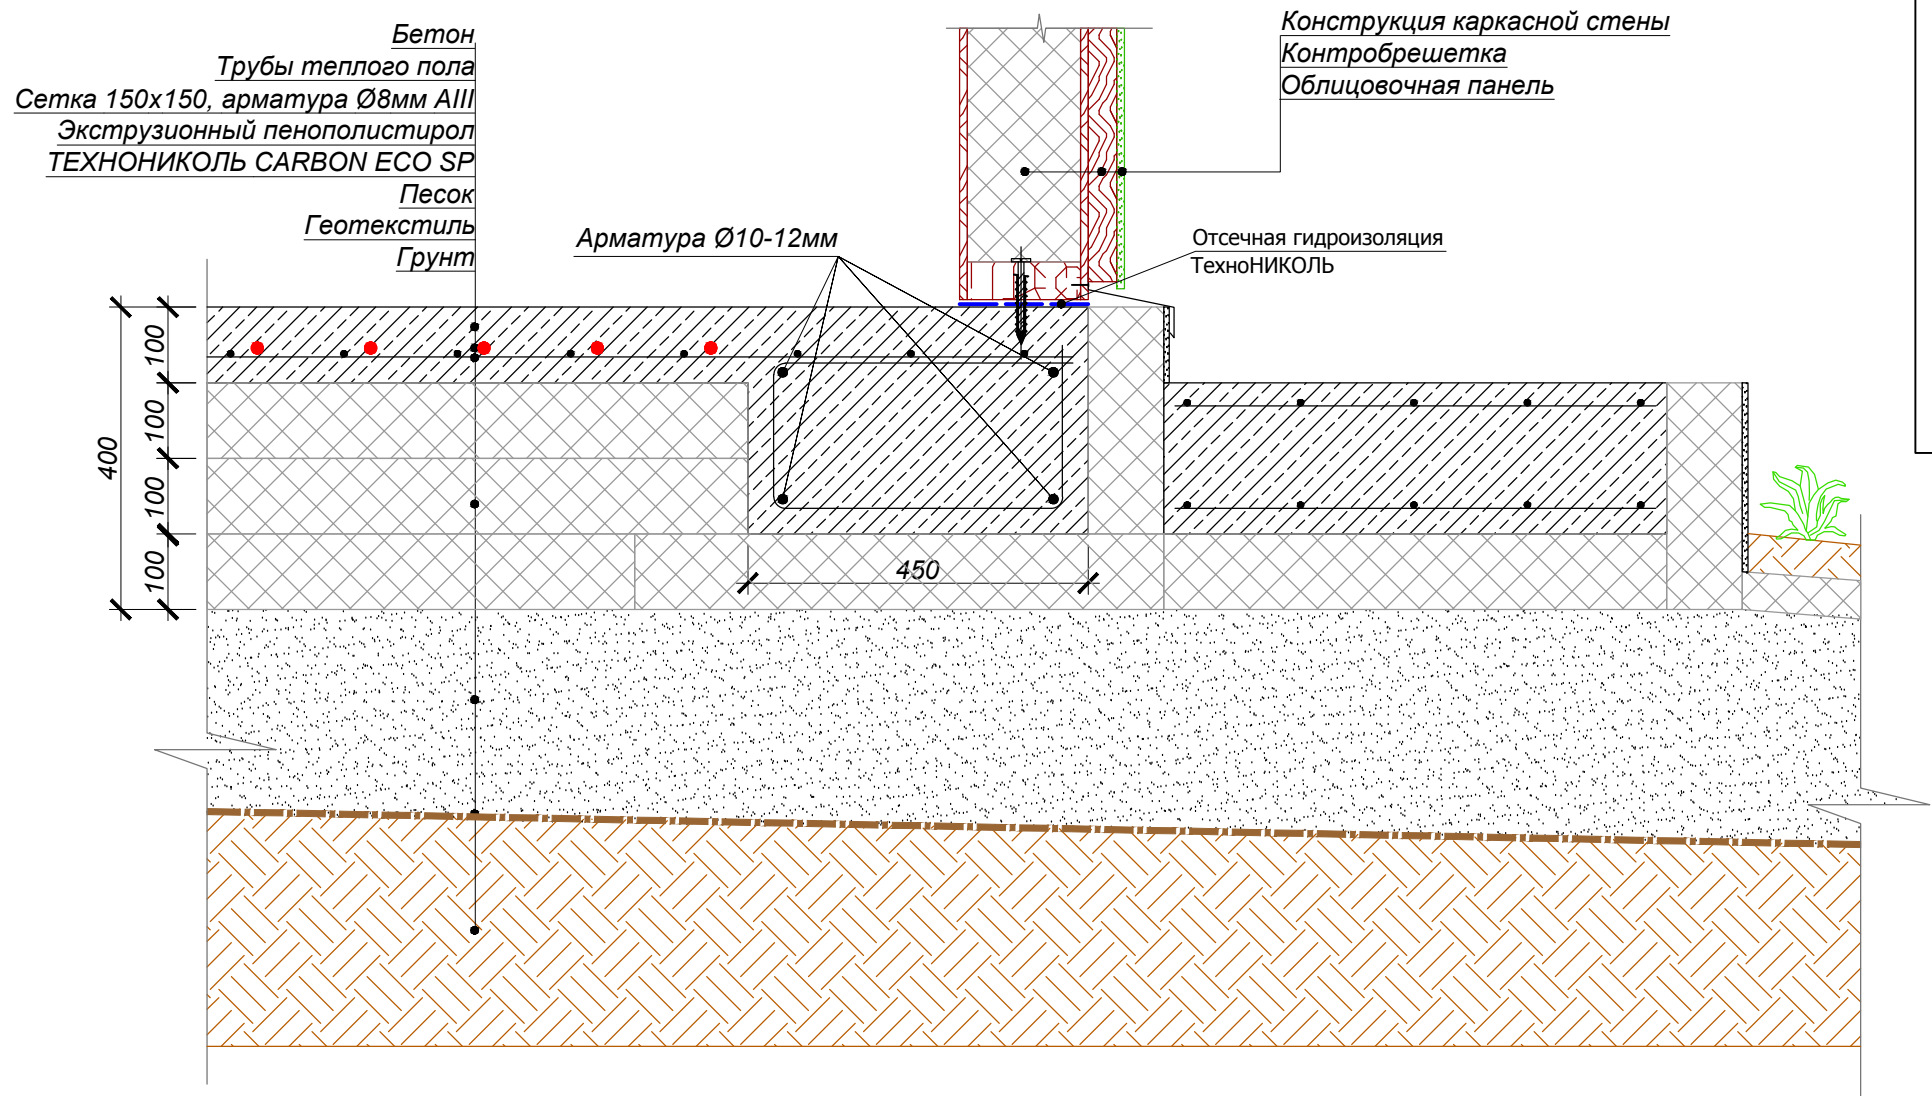 Бетон
Трубы теплого пола
Сетка 150х150, арматура Ø8мм АIII
Экструзионный пенополистирол
ТЕХНОНИКОЛЬ CARBON ECO SP
Песок
Геотекстиль
Грунт
Конструкция каркасной стены
Контробрешетка
Облицовочная панель
Арматура Ø10-12мм
Отсечная гидроизоляция
ТехноНИКОЛЬ
400
100
100
100
100
450